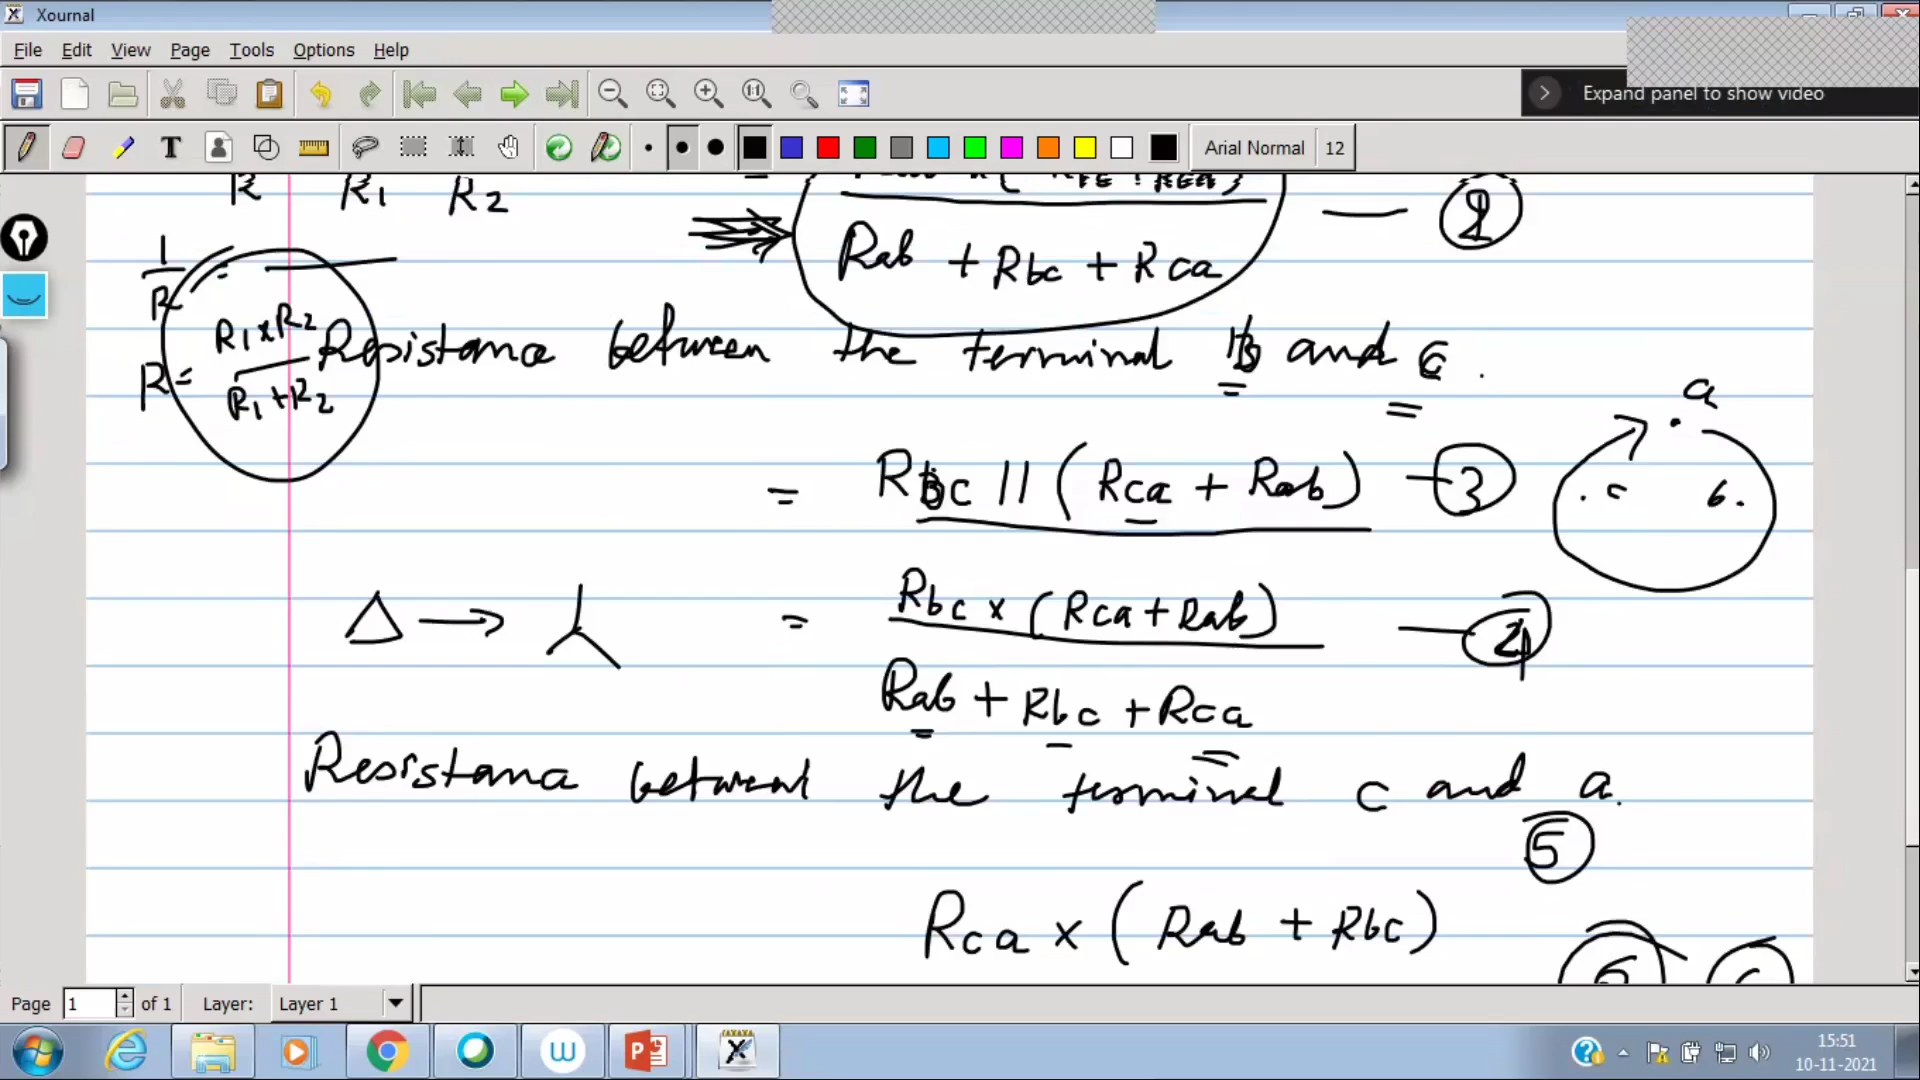 Xournal
File Edit View Page Tools Options Help
Expand panel to show video
Arial Normal 12
R R1 R2
Rab + Rbc + Rca
1/R =
R = R1 x R2 / R1 + R2
Resistance between the terminal b and c.
= Rbc || (Rca + Rab) — 3
a
c b
Δ → = Rbc x (Rca + Rab) — 4
Rab + Rbc + Rca
Resistance between the terminal c and a.
5
Rca x (Rab + Rbc)
Page 1 of 1 Layer: Layer 1
15:51
10-11-2021